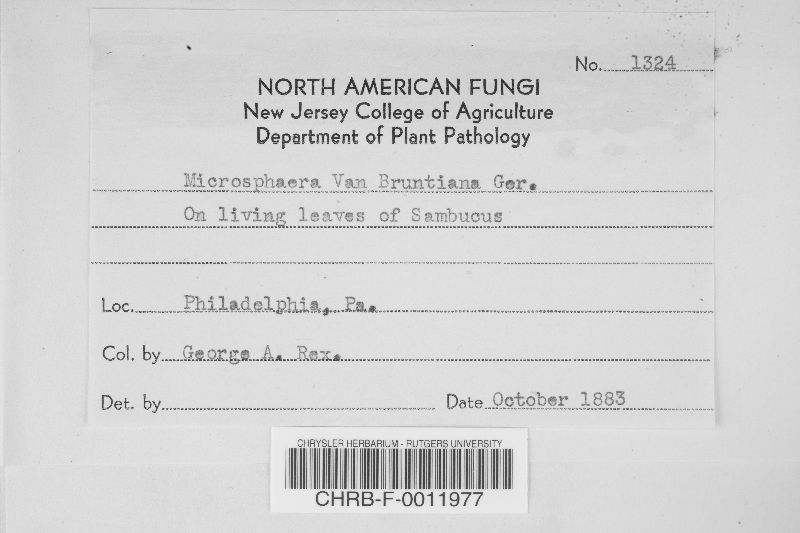 No. 1324
NORTH AMERICAN FUNGI
New Jersey College of Agriculture
Department of Plant Pathology
Microsphaera Van Bruntiana Ger.
On living leaves of Sambucus
Loc. Philadelphia, Pa.
Col. by George A. Rex.
Det. by
Date October 1883
CHRYSLER HERBARIUM - RUTGERS UNIVERSITY
CHRB-F-0011977